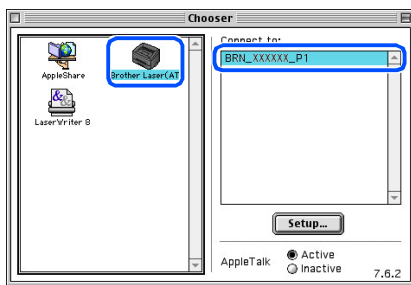 Chooser
AppleShare
Brother Laser(AT
LaserWriter 8
Connect to:
BRN_XXXXXX_P1
Setup...
AppleTalk
Active
Inactive
7.6.2